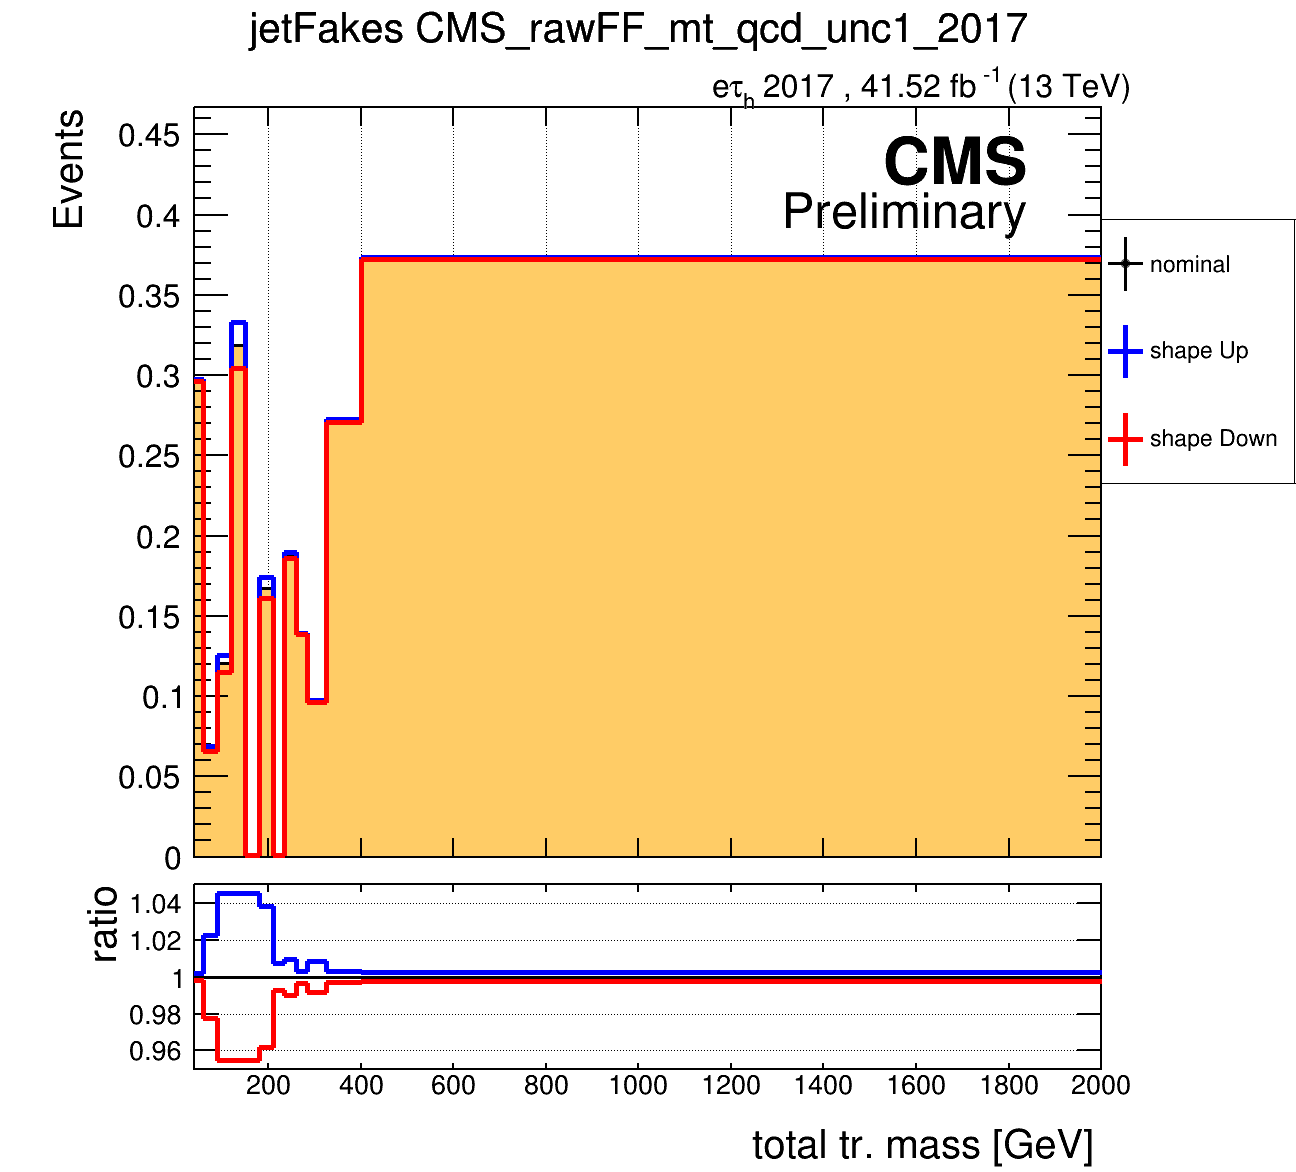 jetFakes CMS_rawFF_mt_qcd_unc1_2017
eτh 2017 , 41.52 fb-1 (13 TeV)
Events
CMS
Preliminary
0.45
0.4
0.35
0.3
0.25
0.2
0.15
0.1
0.05
0
nominal
shape Up
shape Down
ratio
1.04
1.02
1
0.98
0.96
200 400 600 800 1000 1200 1400 1600 1800 2000
total tr. mass [GeV]